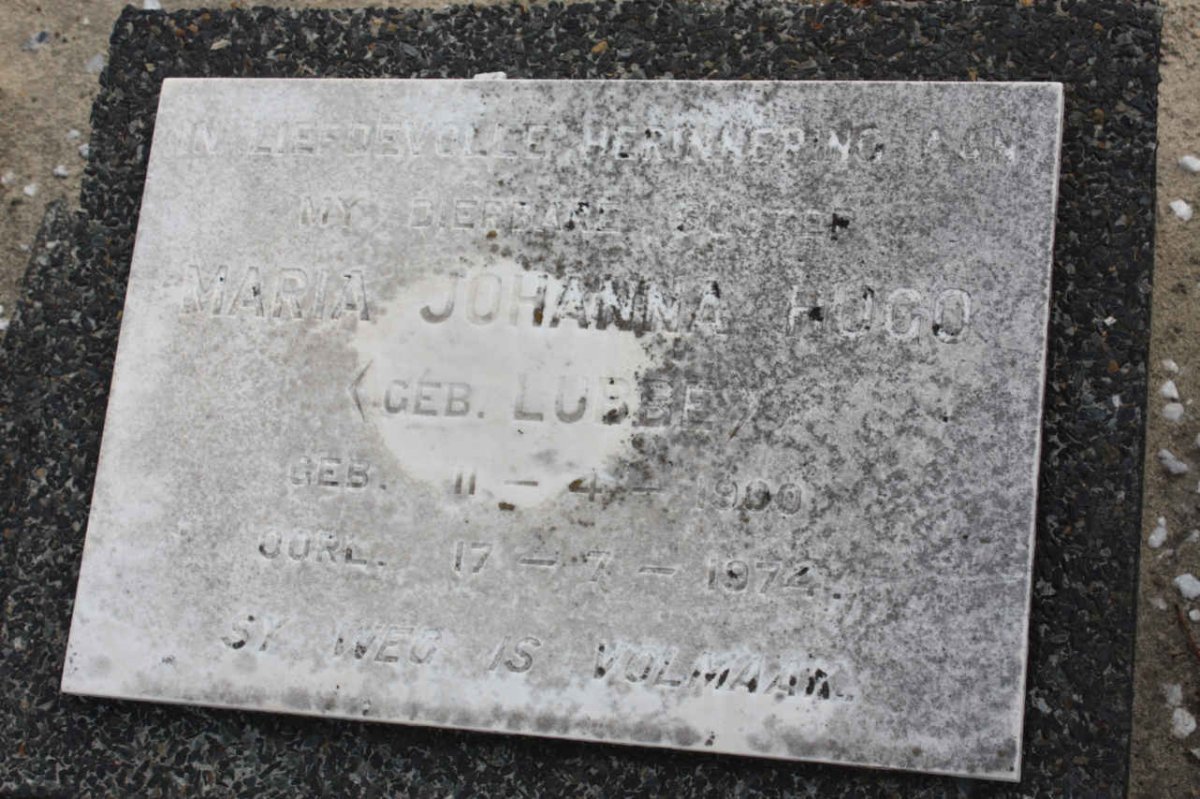 IN LIEFDEVOLLE HERINNERING AAN
MY DIERBARE SUSTER
MARIA JOHANNA HUGO
(GEB. LUBBE)
GEB. 11 – 4 – 1900
OORL. 17 – 7 – 1974.
SY WEG IS VOLMAAK.